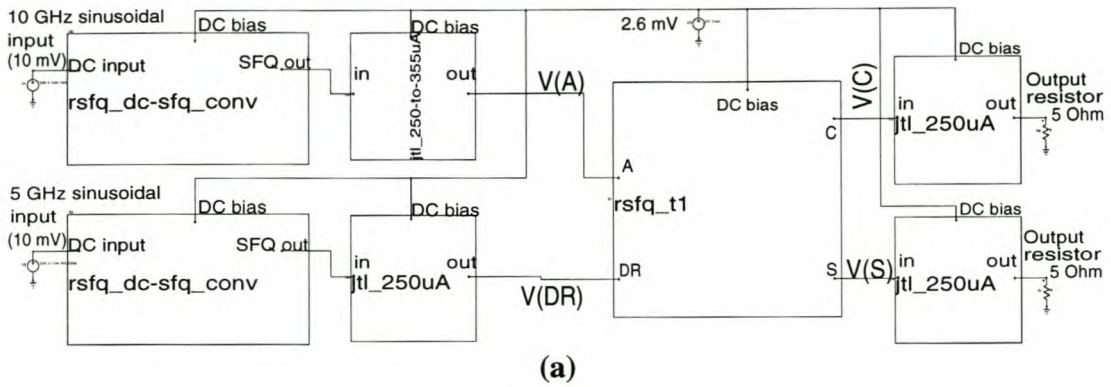 10 GHz sinusoidal
input
(10 mV)
DC bias
DC input
SFQ out
rsfq_dc-sfq_conv
DC bias
in
out
jtl_250-to-355uA
V(A)
2.6 mV
DC bias
A
rsfq_t1
DR
C
S
V(C)
DC bias
in
out
jtl_250uA
Output
resistor
5 Ohm
5 GHz sinusoidal
input
(10 mV)
DC bias
DC input
SFQ out
rsfq_dc-sfq_conv
DC bias
in
out
jtl_250uA
V(DR)
V(S)
DC bias
in
out
jtl_250uA
Output
resistor
5 Ohm
(a)